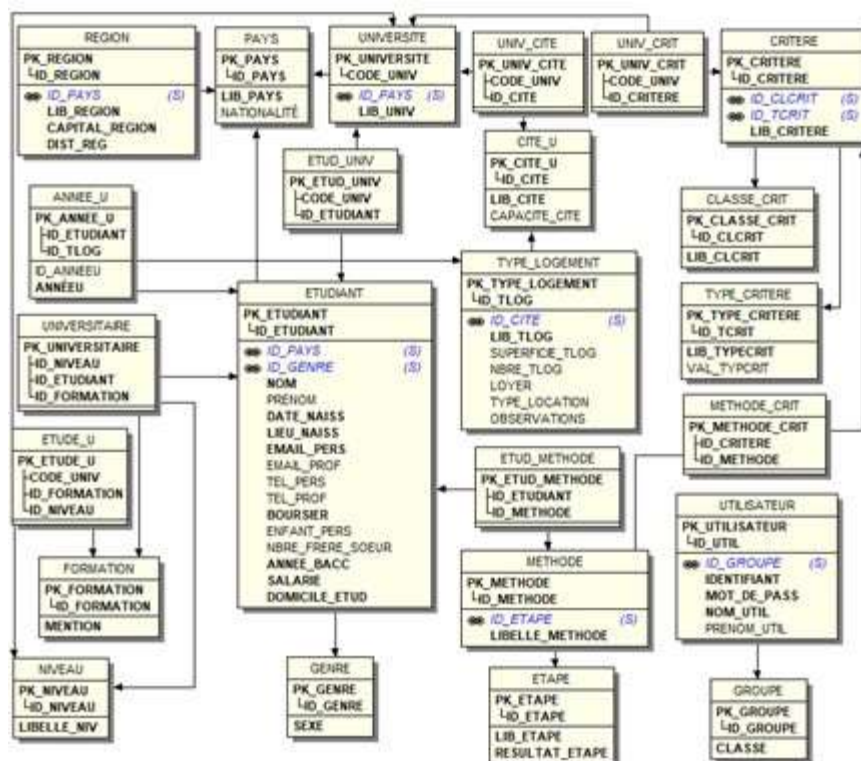 REGION
PK_REGION
ID_REGION
ID_PAYS (S)
LIB_REGION
CAPITAL_REGION
DIST_REG
PAYS
PK_PAYS
ID_PAYS
LIB_PAYS
NATIONALITÉ
UNIVERSITE
PK_UNIVERSITE
CODE_UNIV
ID_PAYS (S)
LIB_UNIV
UNIV_CITE
PK_UNIV_CITE
CODE_UNIV
ID_CITE
UNIV_CRIT
PK_UNIV_CRIT
CODE_UNIV
ID_CRITERE
CRITERE
PK_CRITERE
ID_CRITERE
ID_CLCRIT (S)
ID_TCRIT (S)
LIB_CRITERE
ETUD_UNIV
PK_ETUD_UNIV
CODE_UNIV
ID_ETUDIANT
CITE_U
PK_CITE_U
ID_CITE
LIB_CITE
CAPACITE_CITE
ANNEE_U
PK_ANNEE_U
ID_ETUDIANT
ID_TLOG
ID_ANNEEU
ANNÉEU
CLASSE_CRIT
PK_CLASSE_CRIT
ID_CLCRIT
LIB_CLCRIT
TYPE_LOGEMENT
PK_TYPE_LOGEMENT
ID_TLOG
ID_CITE (S)
LIB_TLOG
SUPERFICIE_TLOG
NBRE_TLOG
LOYER
TYPE_LOCATION
OBSERVATIONS
ETUDIANT
PK_ETUDIANT
ID_ETUDIANT
ID_PAYS (S)
ID_GENRE (S)
NOM
PRENOM
DATE_NAISS
LIEU_NAISS
EMAIL_PERS
EMAIL_PROF
TEL_PERS
TEL_PROF
BOURSIER
ENFANT_PERS
NBRE_FRERE_SOEUR
ANNEE_BACC
SALARIE
DOMICILE_ETUD
TYPE_CRITERE
PK_TYPE_CRITERE
ID_TCRIT
LIB_TYPECRIT
VAL_TYPCRIT
UNIVERSITAIRE
PK_UNIVERSITAIRE
ID_NIVEAU
ID_ETUDIANT
ID_FORMATION
METHODE_CRIT
PK_METHODE_CRIT
ID_CRITERE
ID_METHODE
ETUDE_U
PK_ETUDE_U
CODE_UNIV
ID_FORMATION
ID_NIVEAU
ETUD_METHODE
PK_ETUD_METHODE
ID_ETUDIANT
ID_METHODE
UTILISATEUR
PK_UTILISATEUR
ID_UTIL
ID_GROUPE (S)
IDENTIFIANT
MOT_DE_PASS
NOM_UTIL
PRENOM_UTIL
FORMATION
PK_FORMATION
ID_FORMATION
MENTION
METHODE
PK_METHODE
ID_METHODE
ID_ETAPE (S)
LIBELLE_METHODE
NIVEAU
PK_NIVEAU
ID_NIVEAU
LIBELLE_NIV
GENRE
PK_GENRE
ID_GENRE
SEXE
ETAPE
PK_ETAPE
ID_ETAPE
LIB_ETAPE
RESULTAT_ETAPE
GROUPE
PK_GROUPE
ID_GROUPE
CLASSE